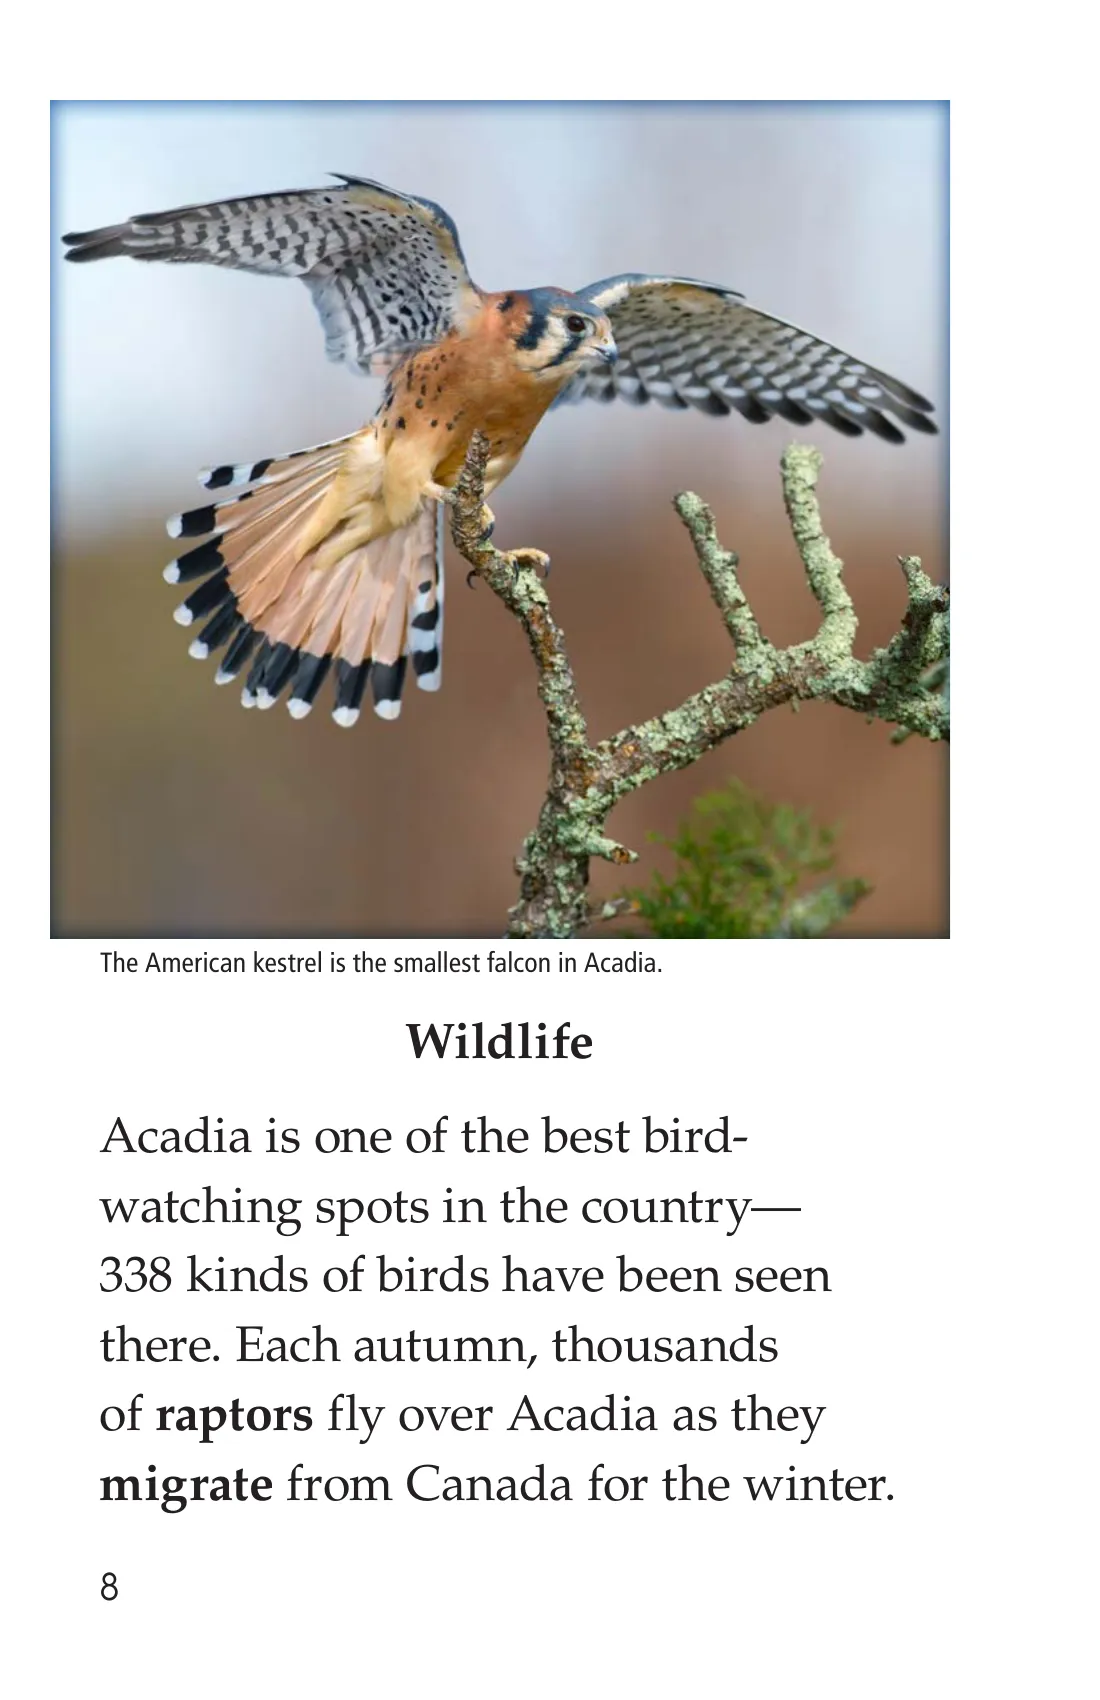 The American kestrel is the smallest falcon in Acadia.
Wildlife
Acadia is one of the best bird-
watching spots in the country—
338 kinds of birds have been seen
there. Each autumn, thousands
of raptors fly over Acadia as they
migrate from Canada for the winter.
8